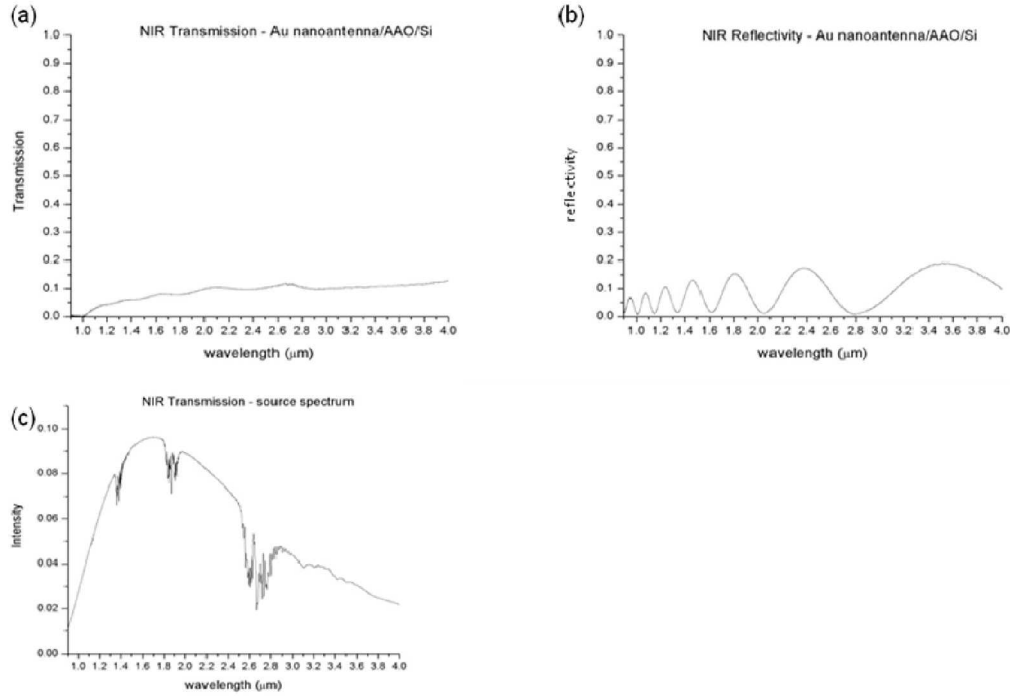 (a)
NIR Transmission - Au nanoantenna/AAO/Si
1.0
0.9
0.8
0.7
0.6
0.5
0.4
0.3
0.2
0.1
0.0
Transmission
1.0 1.2 1.4 1.6 1.8 2.0 2.2 2.4 2.6 2.8 3.0 3.2 3.4 3.6 3.8 4.0
wavelength (μm)
(b)
NIR Reflectivity - Au nanoantenna/AAO/Si
1.0
0.9
0.8
0.7
0.6
0.5
0.4
0.3
0.2
0.1
0.0
reflectivity
1.0 1.2 1.4 1.6 1.8 2.0 2.2 2.4 2.6 2.8 3.0 3.2 3.4 3.6 3.8 4.0
wavelength (μm)
(c)
NIR Transmission - source spectrum
0.10
0.08
0.06
0.04
0.02
0.00
Intensity
1.0 1.2 1.4 1.6 1.8 2.0 2.2 2.4 2.6 2.8 3.0 3.2 3.4 3.6 3.8 4.0
wavelength (μm)